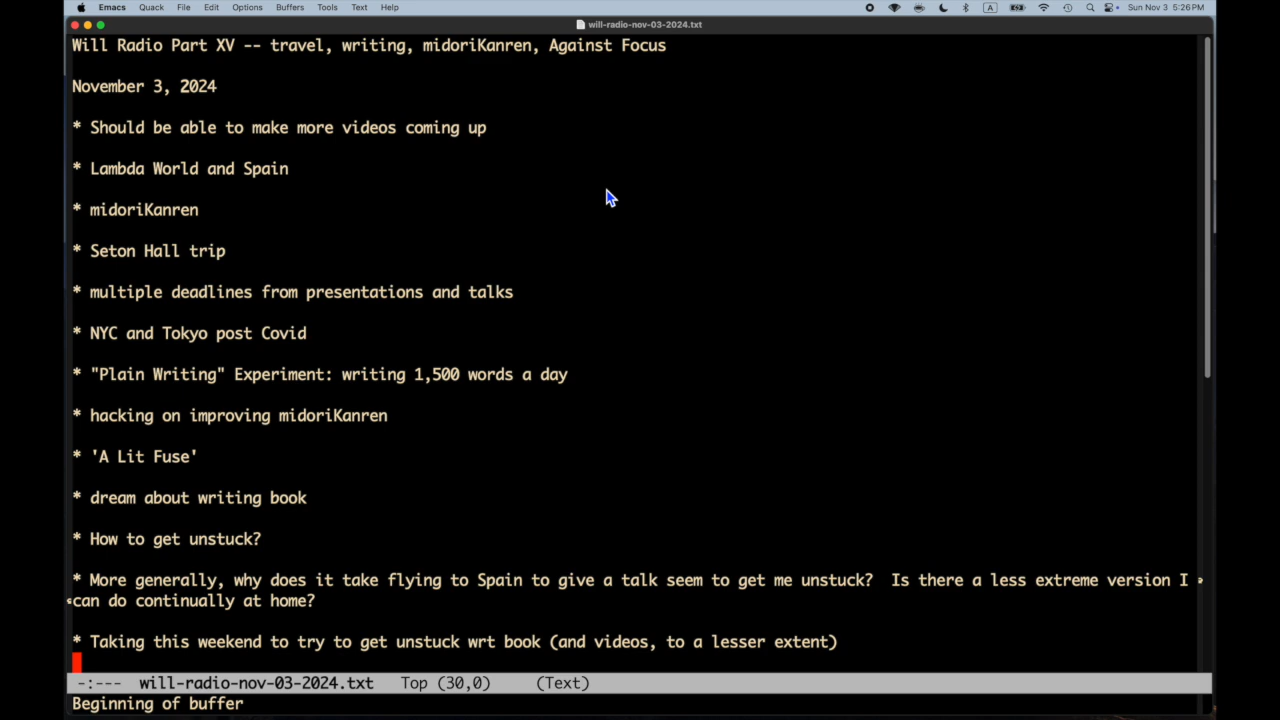 Emacs Quack File Edit Options Buffers Tools Text Help A Sun Nov 3 5:26 PM
will-radio-nov-03-2024.txt
Will Radio Part XV -- travel, writing, midoriKanren, Against Focus
November 3, 2024
* Should be able to make more videos coming up
* Lambda World and Spain
* midoriKanren
* Seton Hall trip
* multiple deadlines from presentations and talks
* NYC and Tokyo post Covid
* "Plain Writing" Experiment: writing 1,500 words a day
* hacking on improving midoriKanren
* 'A Lit Fuse'
* dream about writing book
* How to get unstuck?
* More generally, why does it take flying to Spain to give a talk seem to get me unstuck?  Is there a less extreme version I
can do continually at home?
* Taking this weekend to try to get unstuck wrt book (and videos, to a lesser extent)
-:--- will-radio-nov-03-2024.txt Top (30,0) (Text)
Beginning of buffer